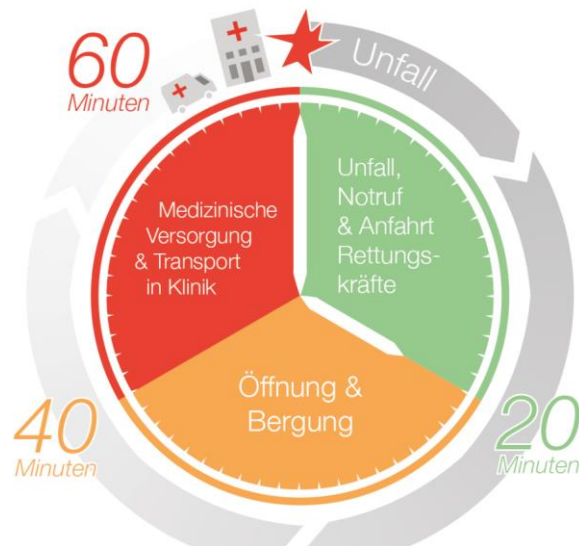 Unfall
60
Minuten
Unfall,
Notruf
& Anfahrt
Rettungs-
kräfte
Medizinische
Versorgung
& Transport
in Klinik
Öffnung &
Bergung
40
Minuten
20
Minuten